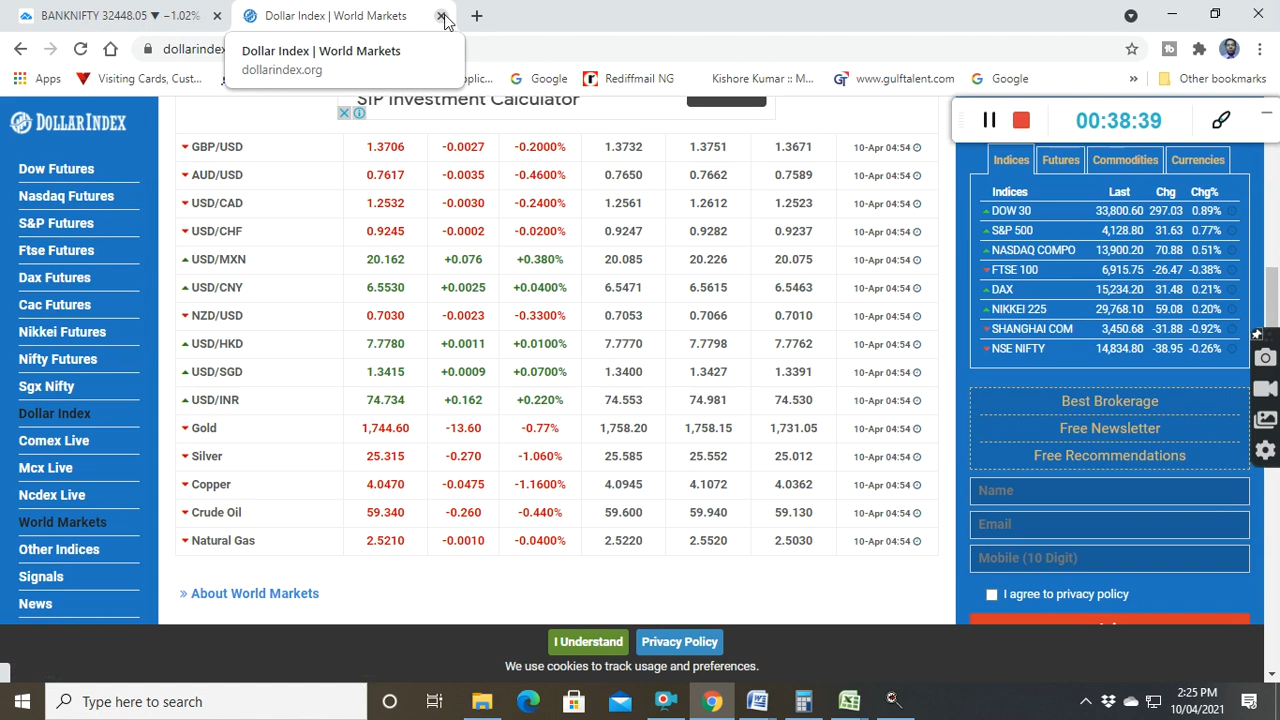 BANKNIFTY 32448.05 ▼ −1.02%
Dollar Index | World Markets
dollarindex
Dollar Index | World Markets
dollarindex.org
Apps
Visiting Cards, Cust...
plic...
Google
Rediffmail NG
Kishore Kumar :: M...
www.gulftalent.com
Google
»
Other bookmarks
DOLLARINDEX
Dow Futures
Nasdaq Futures
S&P Futures
Ftse Futures
Dax Futures
Cac Futures
Nikkei Futures
Nifty Futures
Sgx Nifty
Dollar Index
Comex Live
Mcx Live
Ncdex Live
World Markets
Other Indices
Signals
News
SIP Investment Calculator
GBP/USD 1.3706 -0.0027 -0.2000% 1.3732 1.3751 1.3671 10-Apr 04:54
AUD/USD 0.7617 -0.0035 -0.4600% 0.7650 0.7662 0.7589 10-Apr 04:54
USD/CAD 1.2532 -0.0030 -0.2400% 1.2561 1.2612 1.2523 10-Apr 04:54
USD/CHF 0.9245 -0.0002 -0.0200% 0.9247 0.9282 0.9237 10-Apr 04:54
USD/MXN 20.162 +0.076 +0.380% 20.085 20.226 20.075 10-Apr 04:54
USD/CNY 6.5530 +0.0025 +0.0400% 6.5471 6.5615 6.5463 10-Apr 04:54
NZD/USD 0.7030 -0.0023 -0.3300% 0.7053 0.7066 0.7010 10-Apr 04:54
USD/HKD 7.7780 +0.0011 +0.0100% 7.7770 7.7798 7.7762 10-Apr 04:54
USD/SGD 1.3415 +0.0009 +0.0700% 1.3400 1.3427 1.3391 10-Apr 04:54
USD/INR 74.734 +0.162 +0.220% 74.553 74.981 74.530 10-Apr 04:54
Gold 1,744.60 -13.60 -0.77% 1,758.20 1,758.15 1,731.05 10-Apr 04:54
Silver 25.315 -0.270 -1.060% 25.585 25.552 25.012 10-Apr 04:54
Copper 4.0470 -0.0475 -1.1600% 4.0945 4.1072 4.0362 10-Apr 04:54
Crude Oil 59.340 -0.260 -0.440% 59.600 59.940 59.130 10-Apr 04:54
Natural Gas 2.5210 -0.0010 -0.0400% 2.5220 2.5520 2.5030 10-Apr 04:54
» About World Markets
00:38:39
Indices Futures Commodities Currencies
Indices Last Chg Chg%
DOW 30 33,800.60 297.03 0.89%
S&P 500 4,128.80 31.63 0.77%
NASDAQ COMPO 13,900.20 70.88 0.51%
FTSE 100 6,915.75 -26.47 -0.38%
DAX 15,234.20 31.48 0.21%
NIKKEI 225 29,768.10 59.08 0.20%
SHANGHAI COM 3,450.68 -31.88 -0.92%
NSE NIFTY 14,834.80 -38.95 -0.26%
Best Brokerage
Free Newsletter
Free Recommendations
Name
Email
Mobile (10 Digit)
I agree to privacy policy
I Understand
Privacy Policy
We use cookies to track usage and preferences.
Type here to search
2:25 PM
10/04/2021